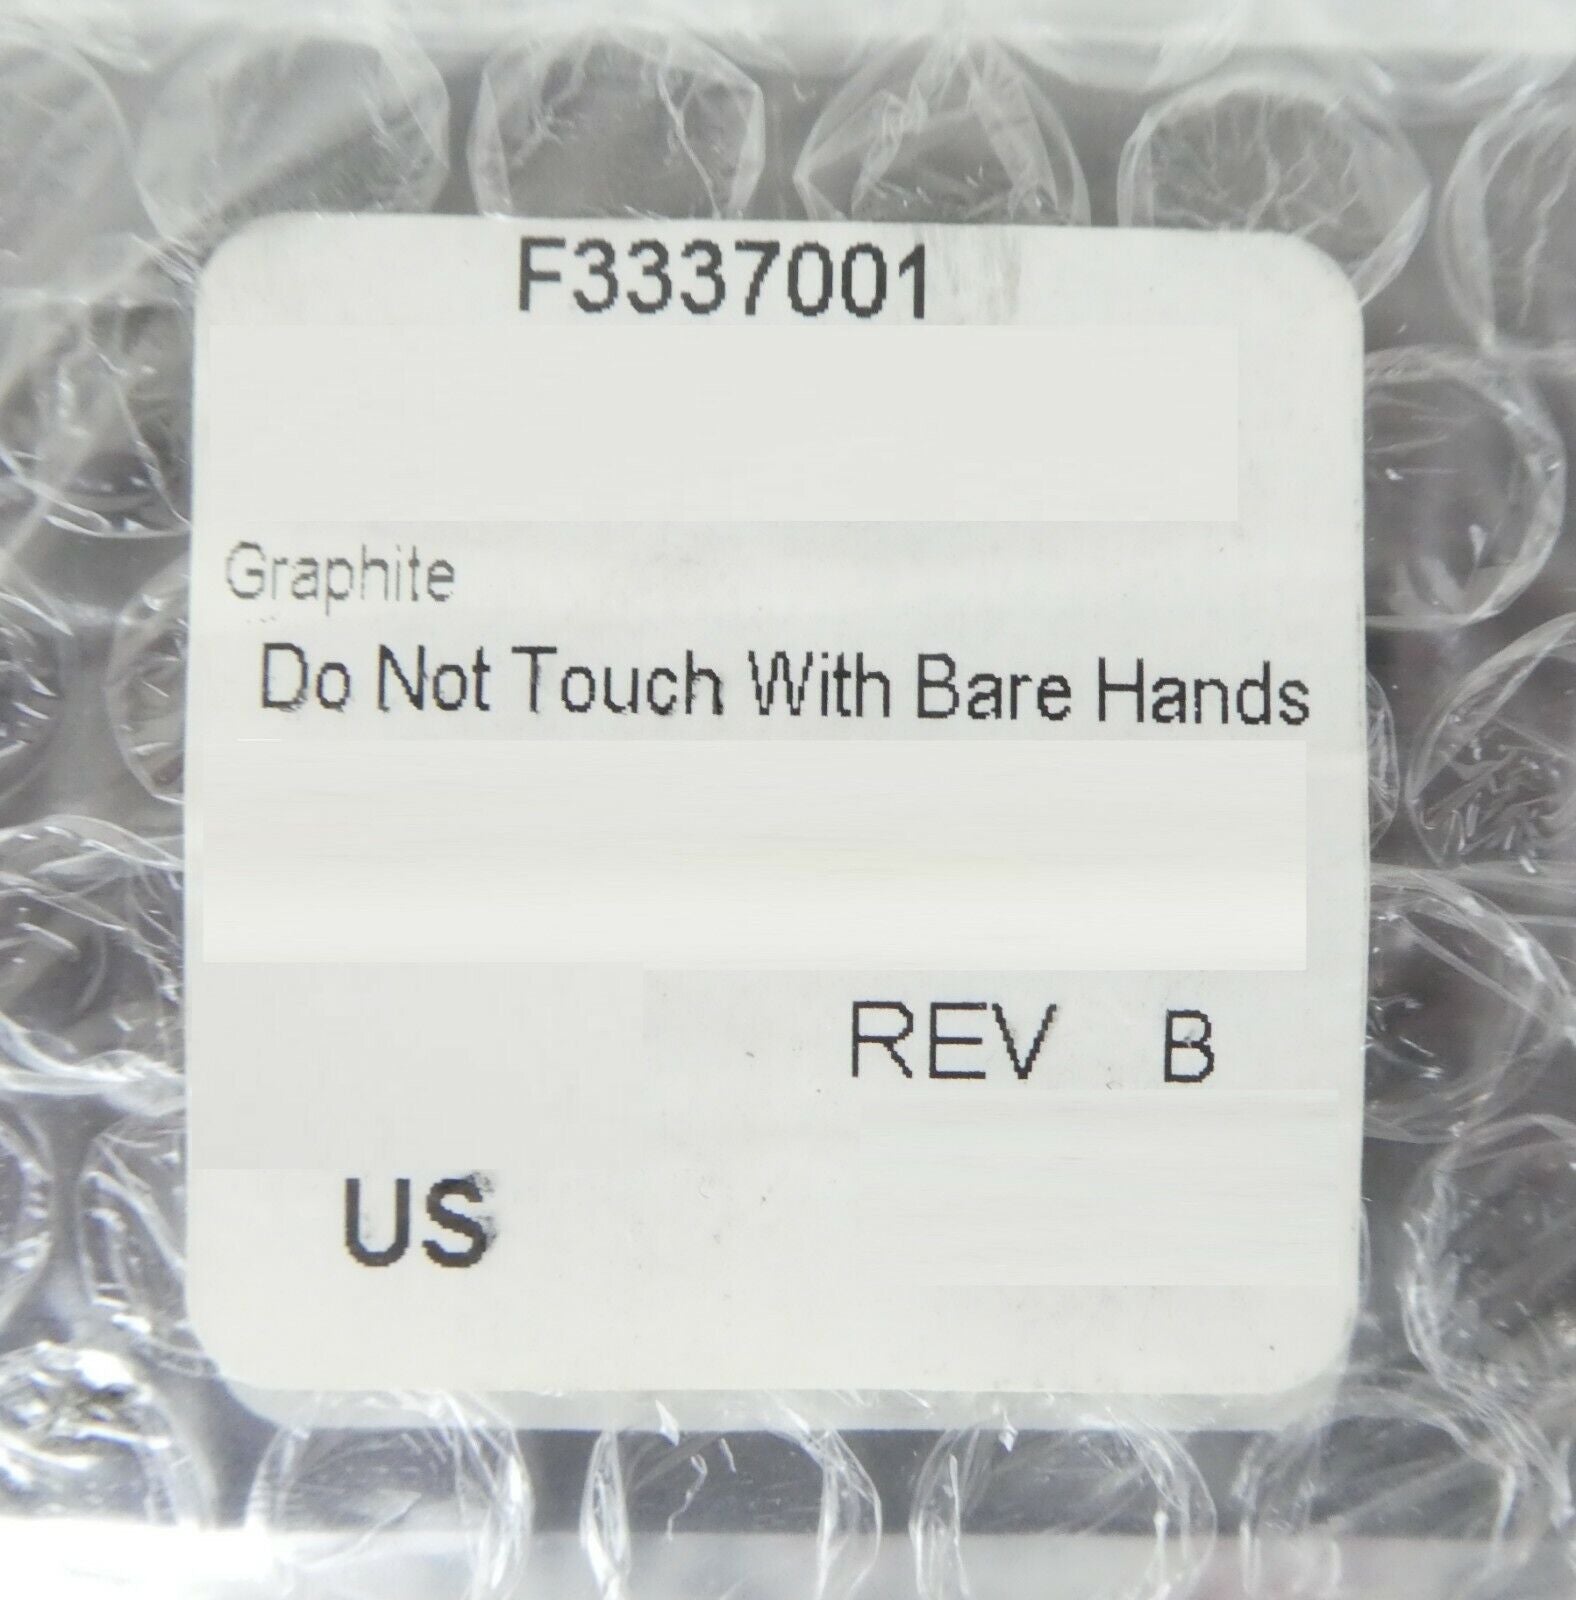 F3337001
Graphite
Do Not Touch With Bare Hands
REV B
US